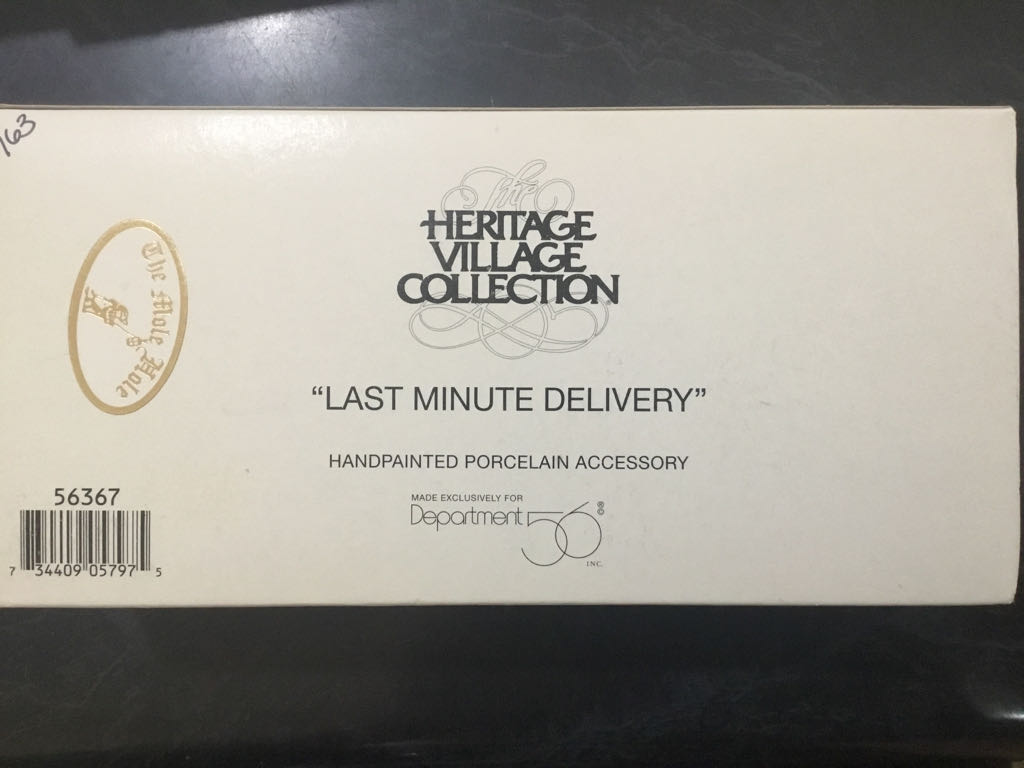 163
The
HERITAGE
VILLAGE
COLLECTION®
The Mole Hole
“LAST MINUTE DELIVERY”
HANDPAINTED PORCELAIN ACCESSORY
MADE EXCLUSIVELY FOR
Department 56 ®©
INC.
56367
7 34409 05797 5